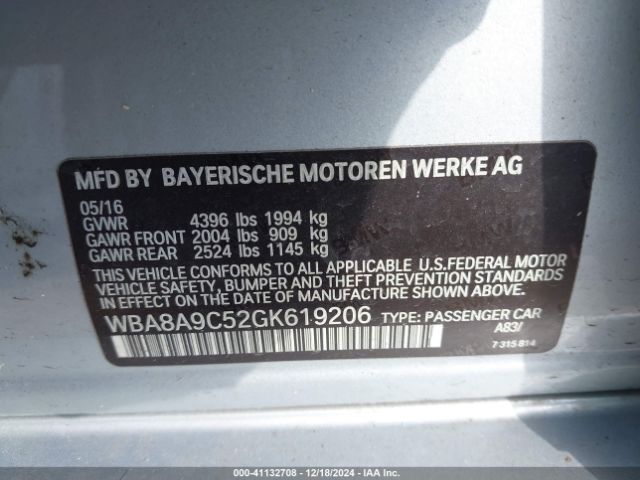 MFD BY BAYERISCHE MOTOREN WERKE AG
05/16
GVWR 4396 lbs 1994 kg
GAWR FRONT 2004 lbs 909 kg
GAWR REAR 2524 lbs 1145 kg
THIS VEHICLE CONFORMS TO ALL APPLICABLE U.S.FEDERAL MOTOR
VEHICLE SAFETY, BUMPER AND THEFT PREVENTION STANDARDS
IN EFFECT ON THE DATE OF MANUFACTURE SHOWN ABOVE.
WBA8A9C52GK619206 TYPE: PASSENGER CAR
A83/
7 315 814
000-41132708 - 12/18/2024 - IAA Inc.